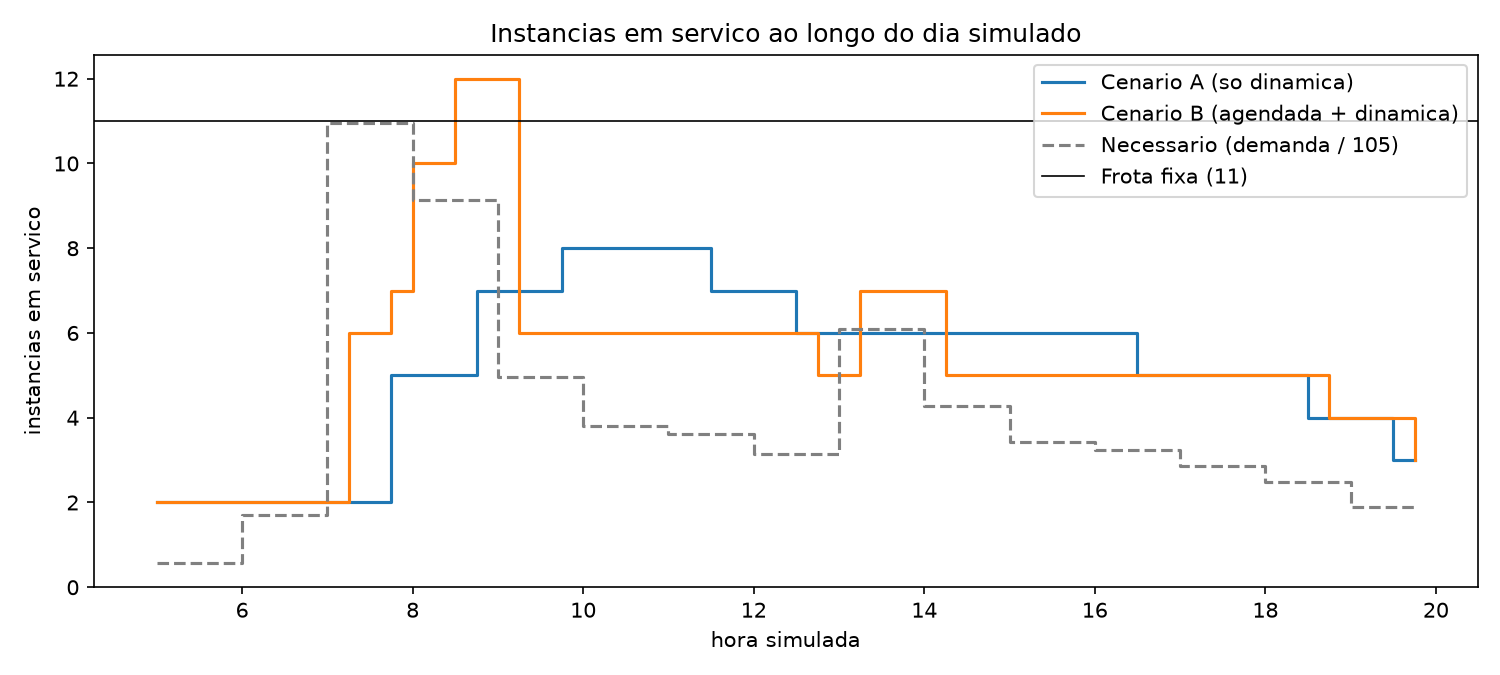 Instancias em servico ao longo do dia simulado
Cenario A (so dinamica)
Cenario B (agendada + dinamica)
Necessario (demanda / 105)
Frota fixa (11)
instancias em servico
12
10
8
6
4
2
0
6
8
10
12
14
16
18
20
hora simulada